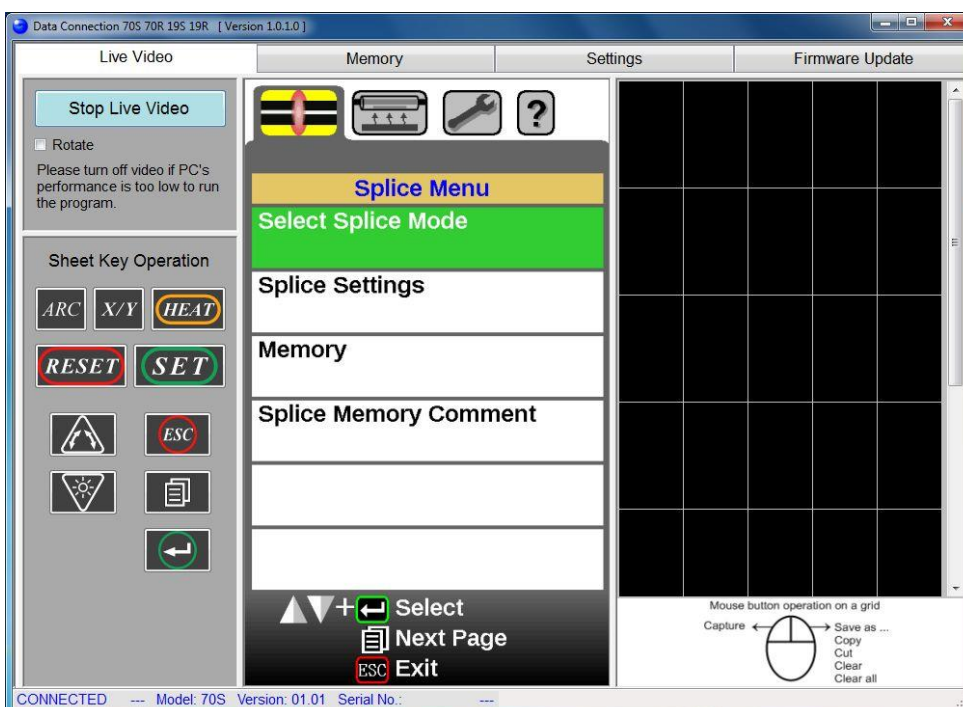 Data Connection 70S 70R 19S 19R [ Version 1.0.1.0 ]
Live Video
Memory
Settings
Firmware Update
Stop Live Video
Rotate
Please turn off video if PC's
performance is too low to run
the program.
Sheet Key Operation
ARC
X/Y
HEAT
RESET
SET
ESC
?
Splice Menu
Select Splice Mode
Splice Settings
Memory
Splice Memory Comment
+ Select
Next Page
ESC Exit
Mouse button operation on a grid
Capture
Save as ...
Copy
Cut
Clear
Clear all
CONNECTED --- Model: 70S Version: 01.01 Serial No.: ---